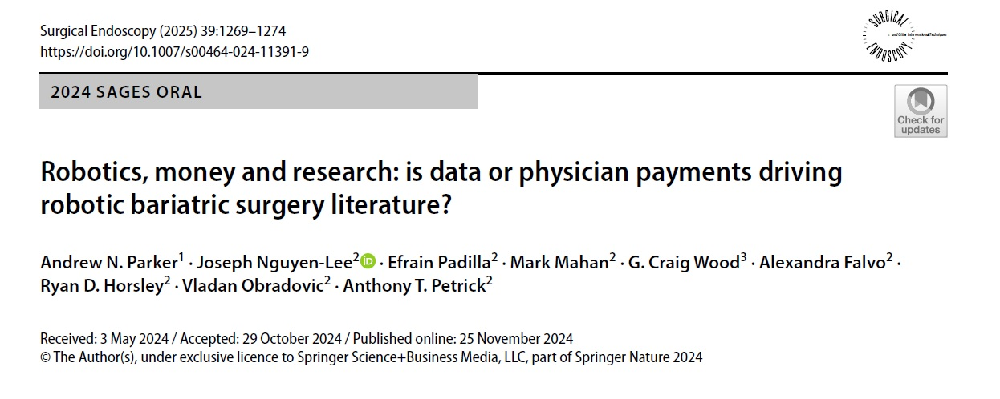 Surgical Endoscopy (2025) 39:1269–1274
https://doi.org/10.1007/s00464-024-11391-9
SURGICAL
and Other Interventional Techniques
ENDOSCOPY
2024 SAGES ORAL
Check for
updates
Robotics, money and research: is data or physician payments driving
robotic bariatric surgery literature?
Andrew N. Parker1 · Joseph Nguyen-Lee2 iD · Efrain Padilla2 · Mark Mahan2 · G. Craig Wood3 · Alexandra Falvo2 ·
Ryan D. Horsley2 · Vladan Obradovic2 · Anthony T. Petrick2
Received: 3 May 2024 / Accepted: 29 October 2024 / Published online: 25 November 2024
© The Author(s), under exclusive licence to Springer Science+Business Media, LLC, part of Springer Nature 2024